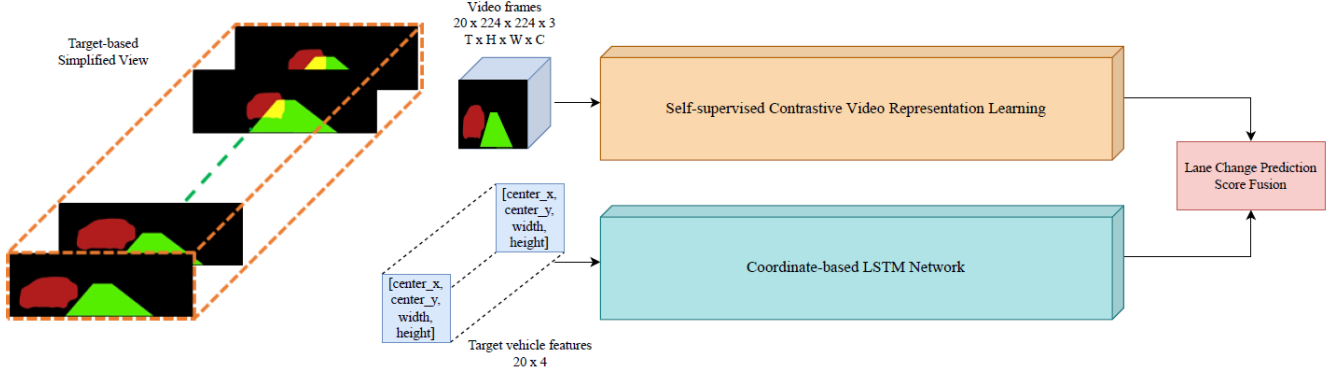 Target-based
Simplified View
Video frames
20 x 224 x 224 x 3
T x H x W x C
Self-supervised Contrastive Video Representation Learning
Lane Change Prediction
Score Fusion
[center_x,
center_y,
width,
height]
[center_x,
center_y,
width,
height]
Coordinate-based LSTM Network
Target vehicle features
20 x 4